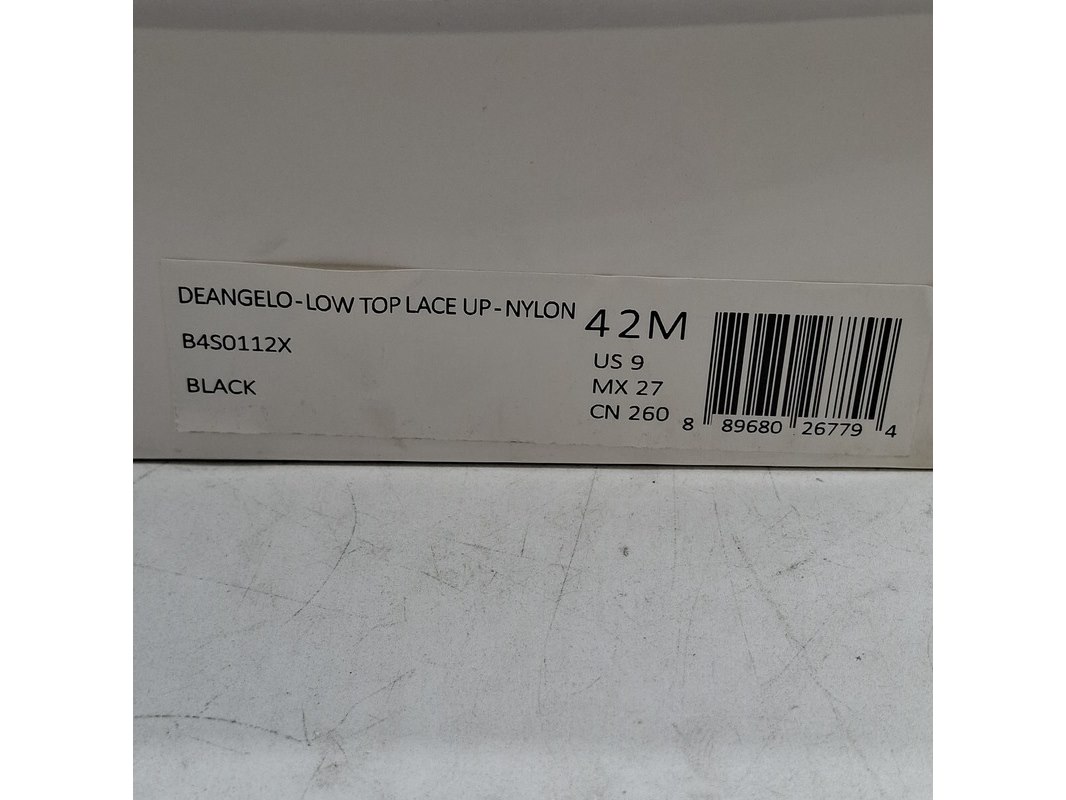 DEANGELO-LOW TOP LACE UP-NYLON
B4S0112X
BLACK
42M
US 9
MX 27
CN 260
8 89680 26779 4